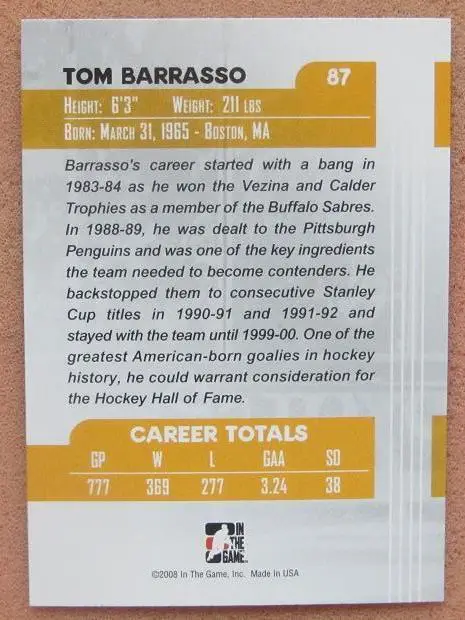 TOM BARRASSO 87
HEIGHT: 6'3" WEIGHT: 211 LBS
BORN: MARCH 31, 1965 - BOSTON, MA
Barrasso's career started with a bang in
1983-84 as he won the Vezina and Calder
Trophies as a member of the Buffalo Sabres.
In 1988-89, he was dealt to the Pittsburgh
Penguins and was one of the key ingredients
the team needed to become contenders. He
backstopped them to consecutive Stanley
Cup titles in 1990-91 and 1991-92 and
stayed with the team until 1999-00. One of the
greatest American-born goalies in hockey
history, he could warrant consideration for
the Hockey Hall of Fame.
CAREER TOTALS
GP W L GAA SO
777 369 277 3.24 38
IN
THE
GAME
©2008 In The Game, Inc. Made in USA